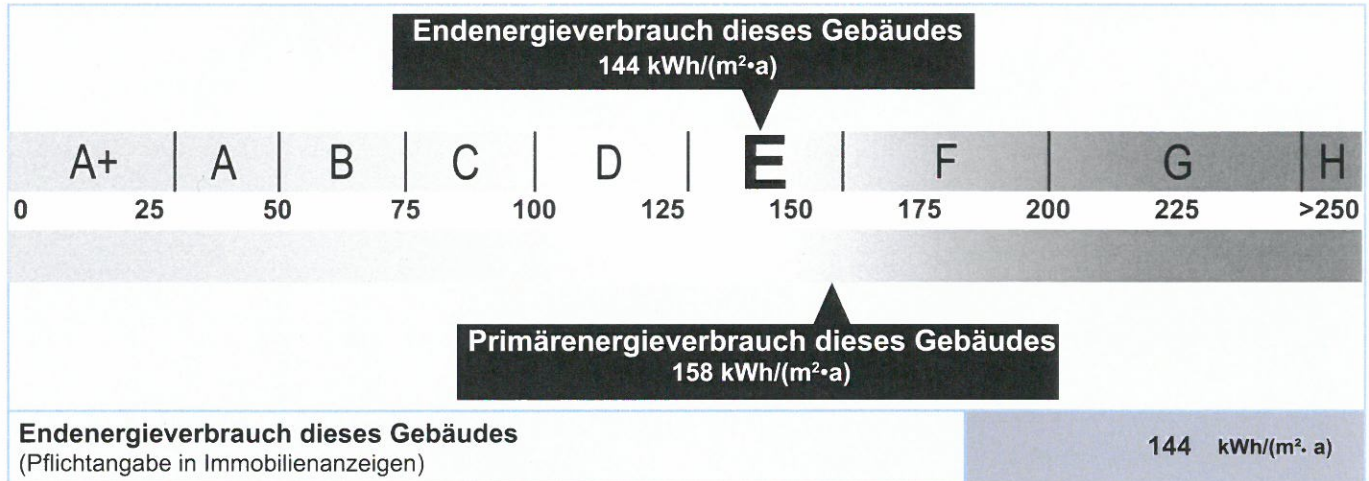 Endenergieverbrauch dieses Gebäudes
144 kWh/(m²•a)
A+ A B C D E F G H
0 25 50 75 100 125 150 175 200 225 >250
Primärenergieverbrauch dieses Gebäudes
158 kWh/(m²•a)
Endenergieverbrauch dieses Gebäudes
(Pflichtangabe in Immobilienanzeigen)
144 kWh/(m²· a)